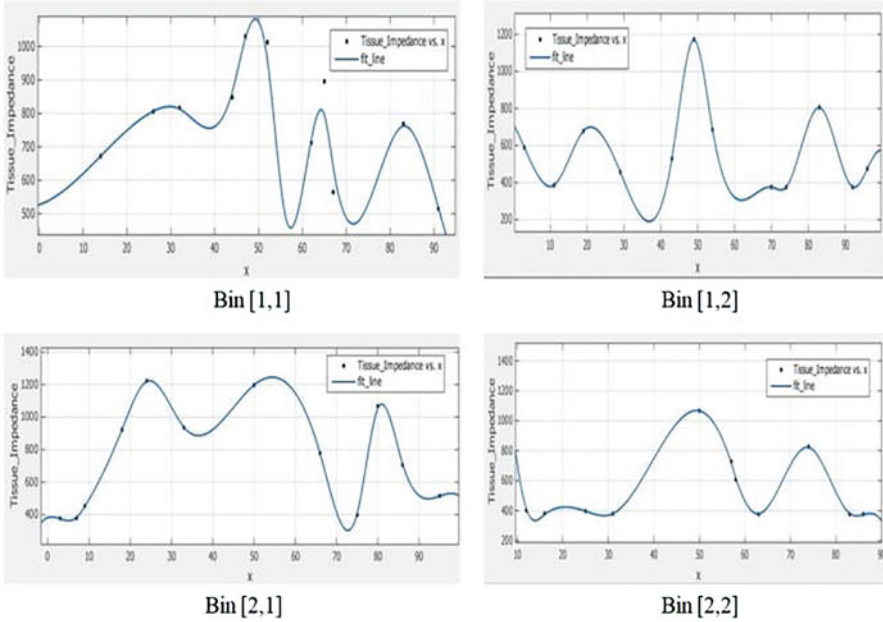 Tissue_Impedance
1000
900
800
700
600
500
0 10 20 30 40 50 60 70 80 90
X
Tissue_Impedance vs. x
fit_line
Bin [1,1]
Tissue_Impedance
1200
1000
800
600
400
200
10 20 30 40 50 60 70 80 90
X
Tissue_Impedance vs. x
fit_line
Bin [1,2]
Tissue_Impedance
1400
1200
1000
800
600
400
0 10 20 30 40 50 60 70 80 90
X
Tissue_Impedance vs. x
fit_line
Bin [2,1]
Tissue_Impedance
1400
1200
1000
800
600
400
200
10 20 30 40 50 60 70 80 90
X
Tissue_Impedance vs. x
fit_line
Bin [2,2]